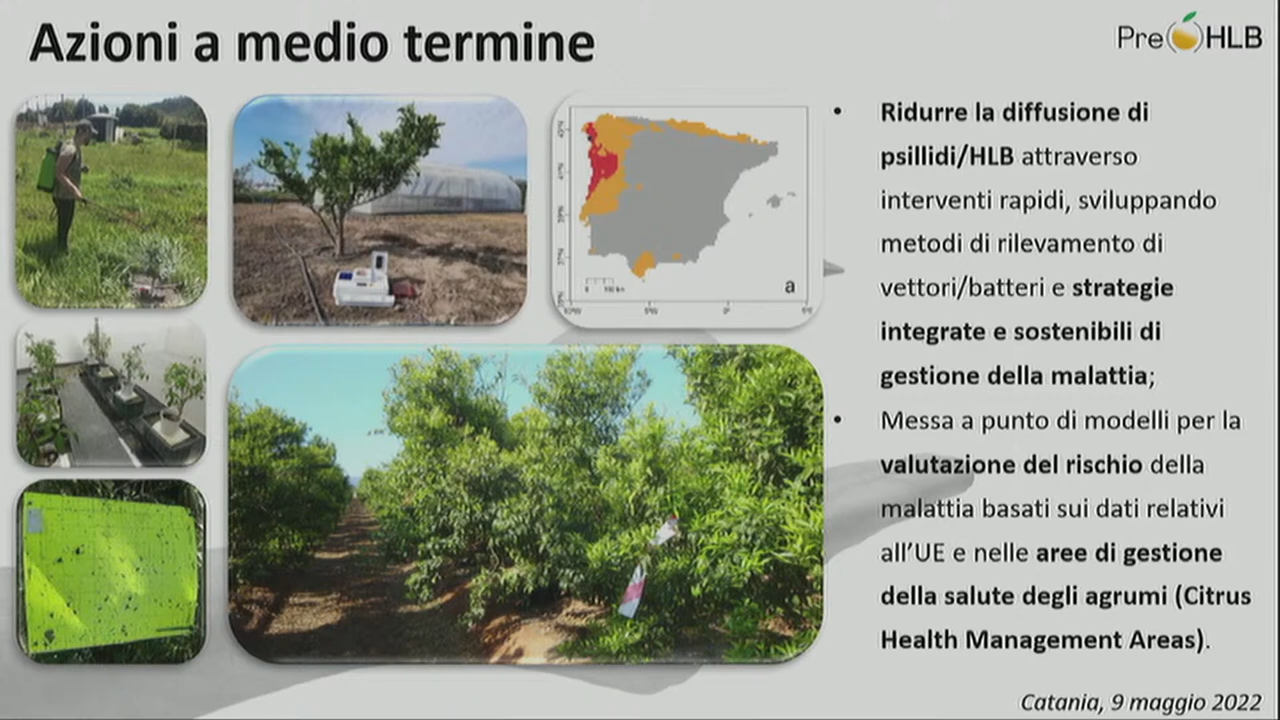 Azioni a medio termine
Pre HLB
a
• Ridurre la diffusione di
psillidi/HLB attraverso
interventi rapidi, sviluppando
metodi di rilevamento di
vettori/batteri e strategie
integrate e sostenibili di
gestione della malattia;
• Messa a punto di modelli per la
valutazione del rischio della
malattia basati sui dati relativi
all'UE e nelle aree di gestione
della salute degli agrumi (Citrus
Health Management Areas).
Catania, 9 maggio 2022